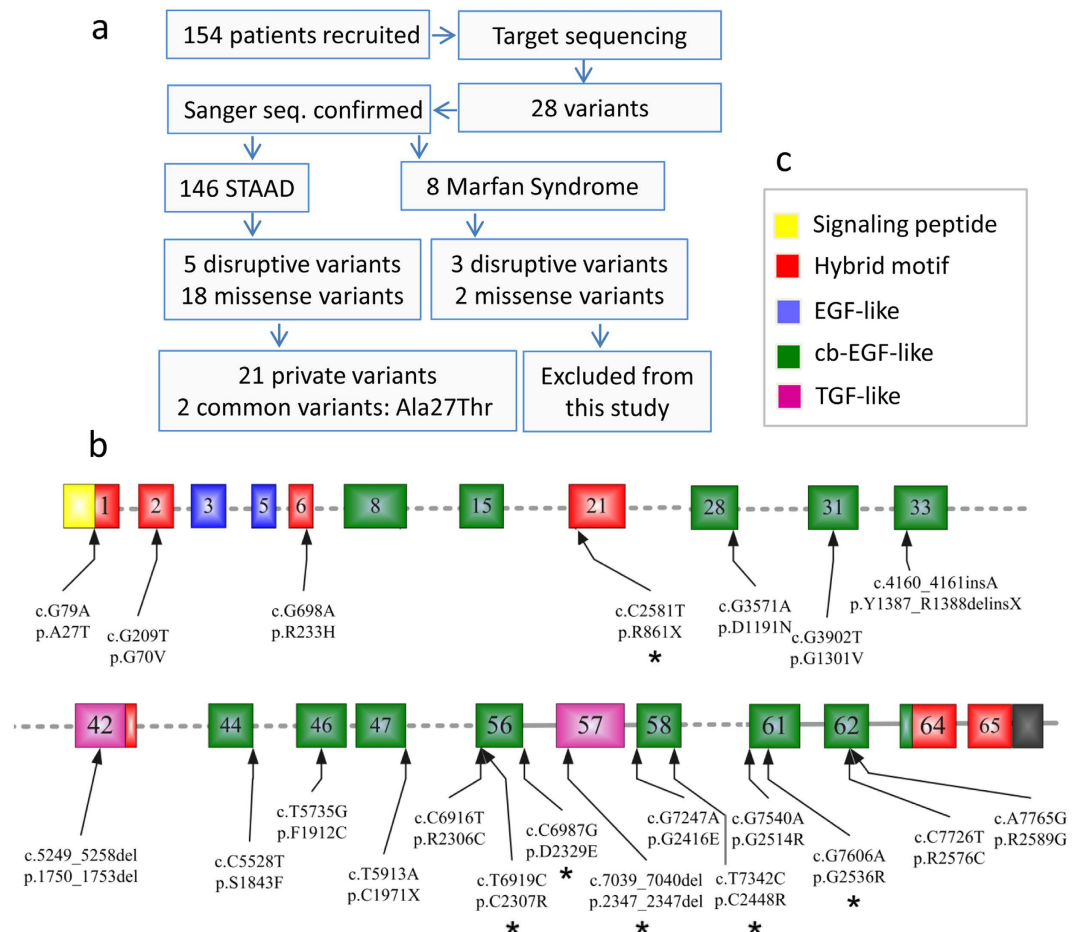 a
154 patients recruited
Target sequencing
Sanger seq. confirmed
28 variants
146 STAAD
8 Marfan Syndrome
5 disruptive variants
18 missense variants
3 disruptive variants
2 missense variants
21 private variants
2 common variants: Ala27Thr
Excluded from
this study
c
Signaling peptide
Hybrid motif
EGF-like
cb-EGF-like
TGF-like
b
1 2 3 5 6 8 15 21 28 31 33
c.G79A
p.A27T
c.G209T
p.G70V
c.G698A
p.R233H
c.C2581T
p.R861X
*
c.G3571A
p.D1191N
c.G3902T
p.G1301V
c.4160_4161insA
p.Y1387_R1388delinsX
42 44 46 47 56 57 58 61 62 64 65
c.5249_5258del
p.1750_1753del
c.C5528T
p.S1843F
c.T5735G
p.F1912C
c.T5913A
p.C1971X
c.C6916T
p.R2306C
c.T6919C
p.C2307R
*
c.C6987G
p.D2329E
*
c.7039_7040del
p.2347_2347del
*
c.G7247A
p.G2416E
c.T7342C
p.C2448R
*
c.G7540A
p.G2514R
c.G7606A
p.G2536R
*
c.C7726T
p.R2576C
c.A7765G
p.R2589G